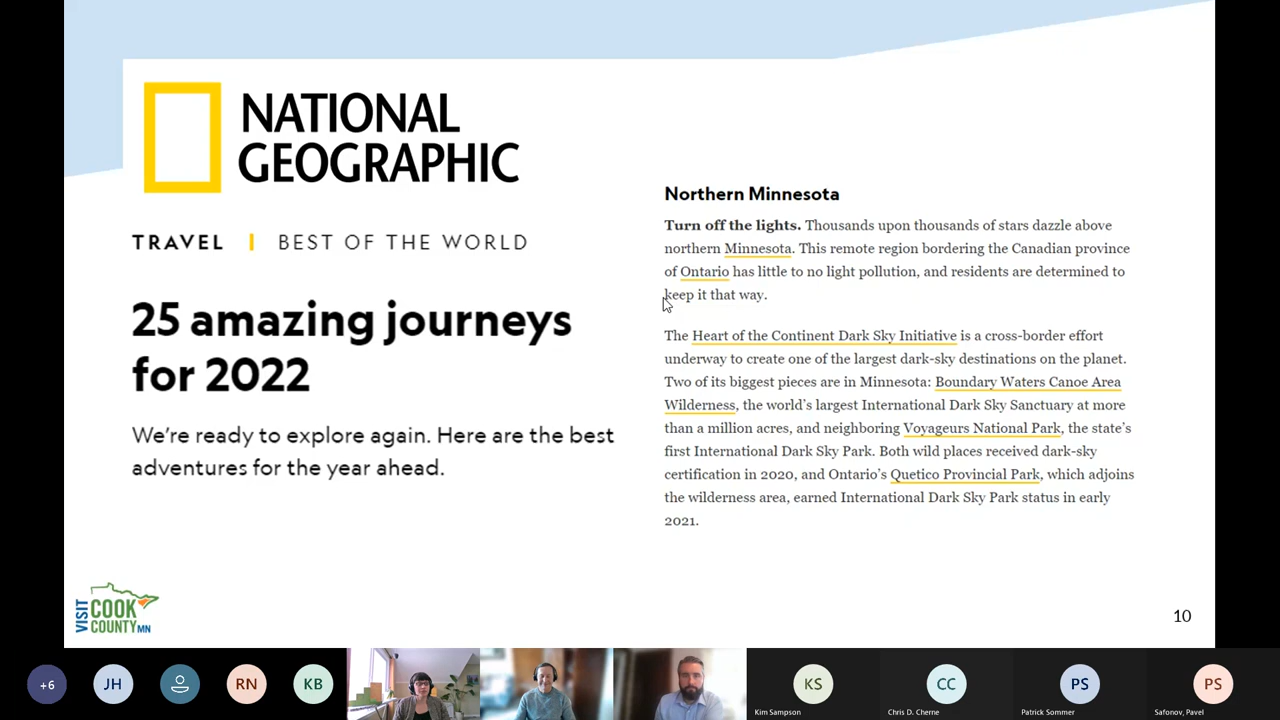 NATIONAL
GEOGRAPHIC
TRAVEL | BEST OF THE WORLD
25 amazing journeys
for 2022
We're ready to explore again. Here are the best
adventures for the year ahead.
Northern Minnesota
Turn off the lights. Thousands upon thousands of stars dazzle above
northern Minnesota. This remote region bordering the Canadian province
of Ontario has little to no light pollution, and residents are determined to
keep it that way.
The Heart of the Continent Dark Sky Initiative is a cross-border effort
underway to create one of the largest dark-sky destinations on the planet.
Two of its biggest pieces are in Minnesota: Boundary Waters Canoe Area
Wilderness, the world's largest International Dark Sky Sanctuary at more
than a million acres, and neighboring Voyageurs National Park, the state's
first International Dark Sky Park. Both wild places received dark-sky
certification in 2020, and Ontario's Quetico Provincial Park, which adjoins
the wilderness area, earned International Dark Sky Park status in early
2021.
VISIT
COOK
COUNTY MN
10
+6
JH
RN
KB
KS
Kim Sampson
CC
Chris D. Cherne
PS
Patrick Sommer
PS
Safonov, Pavel